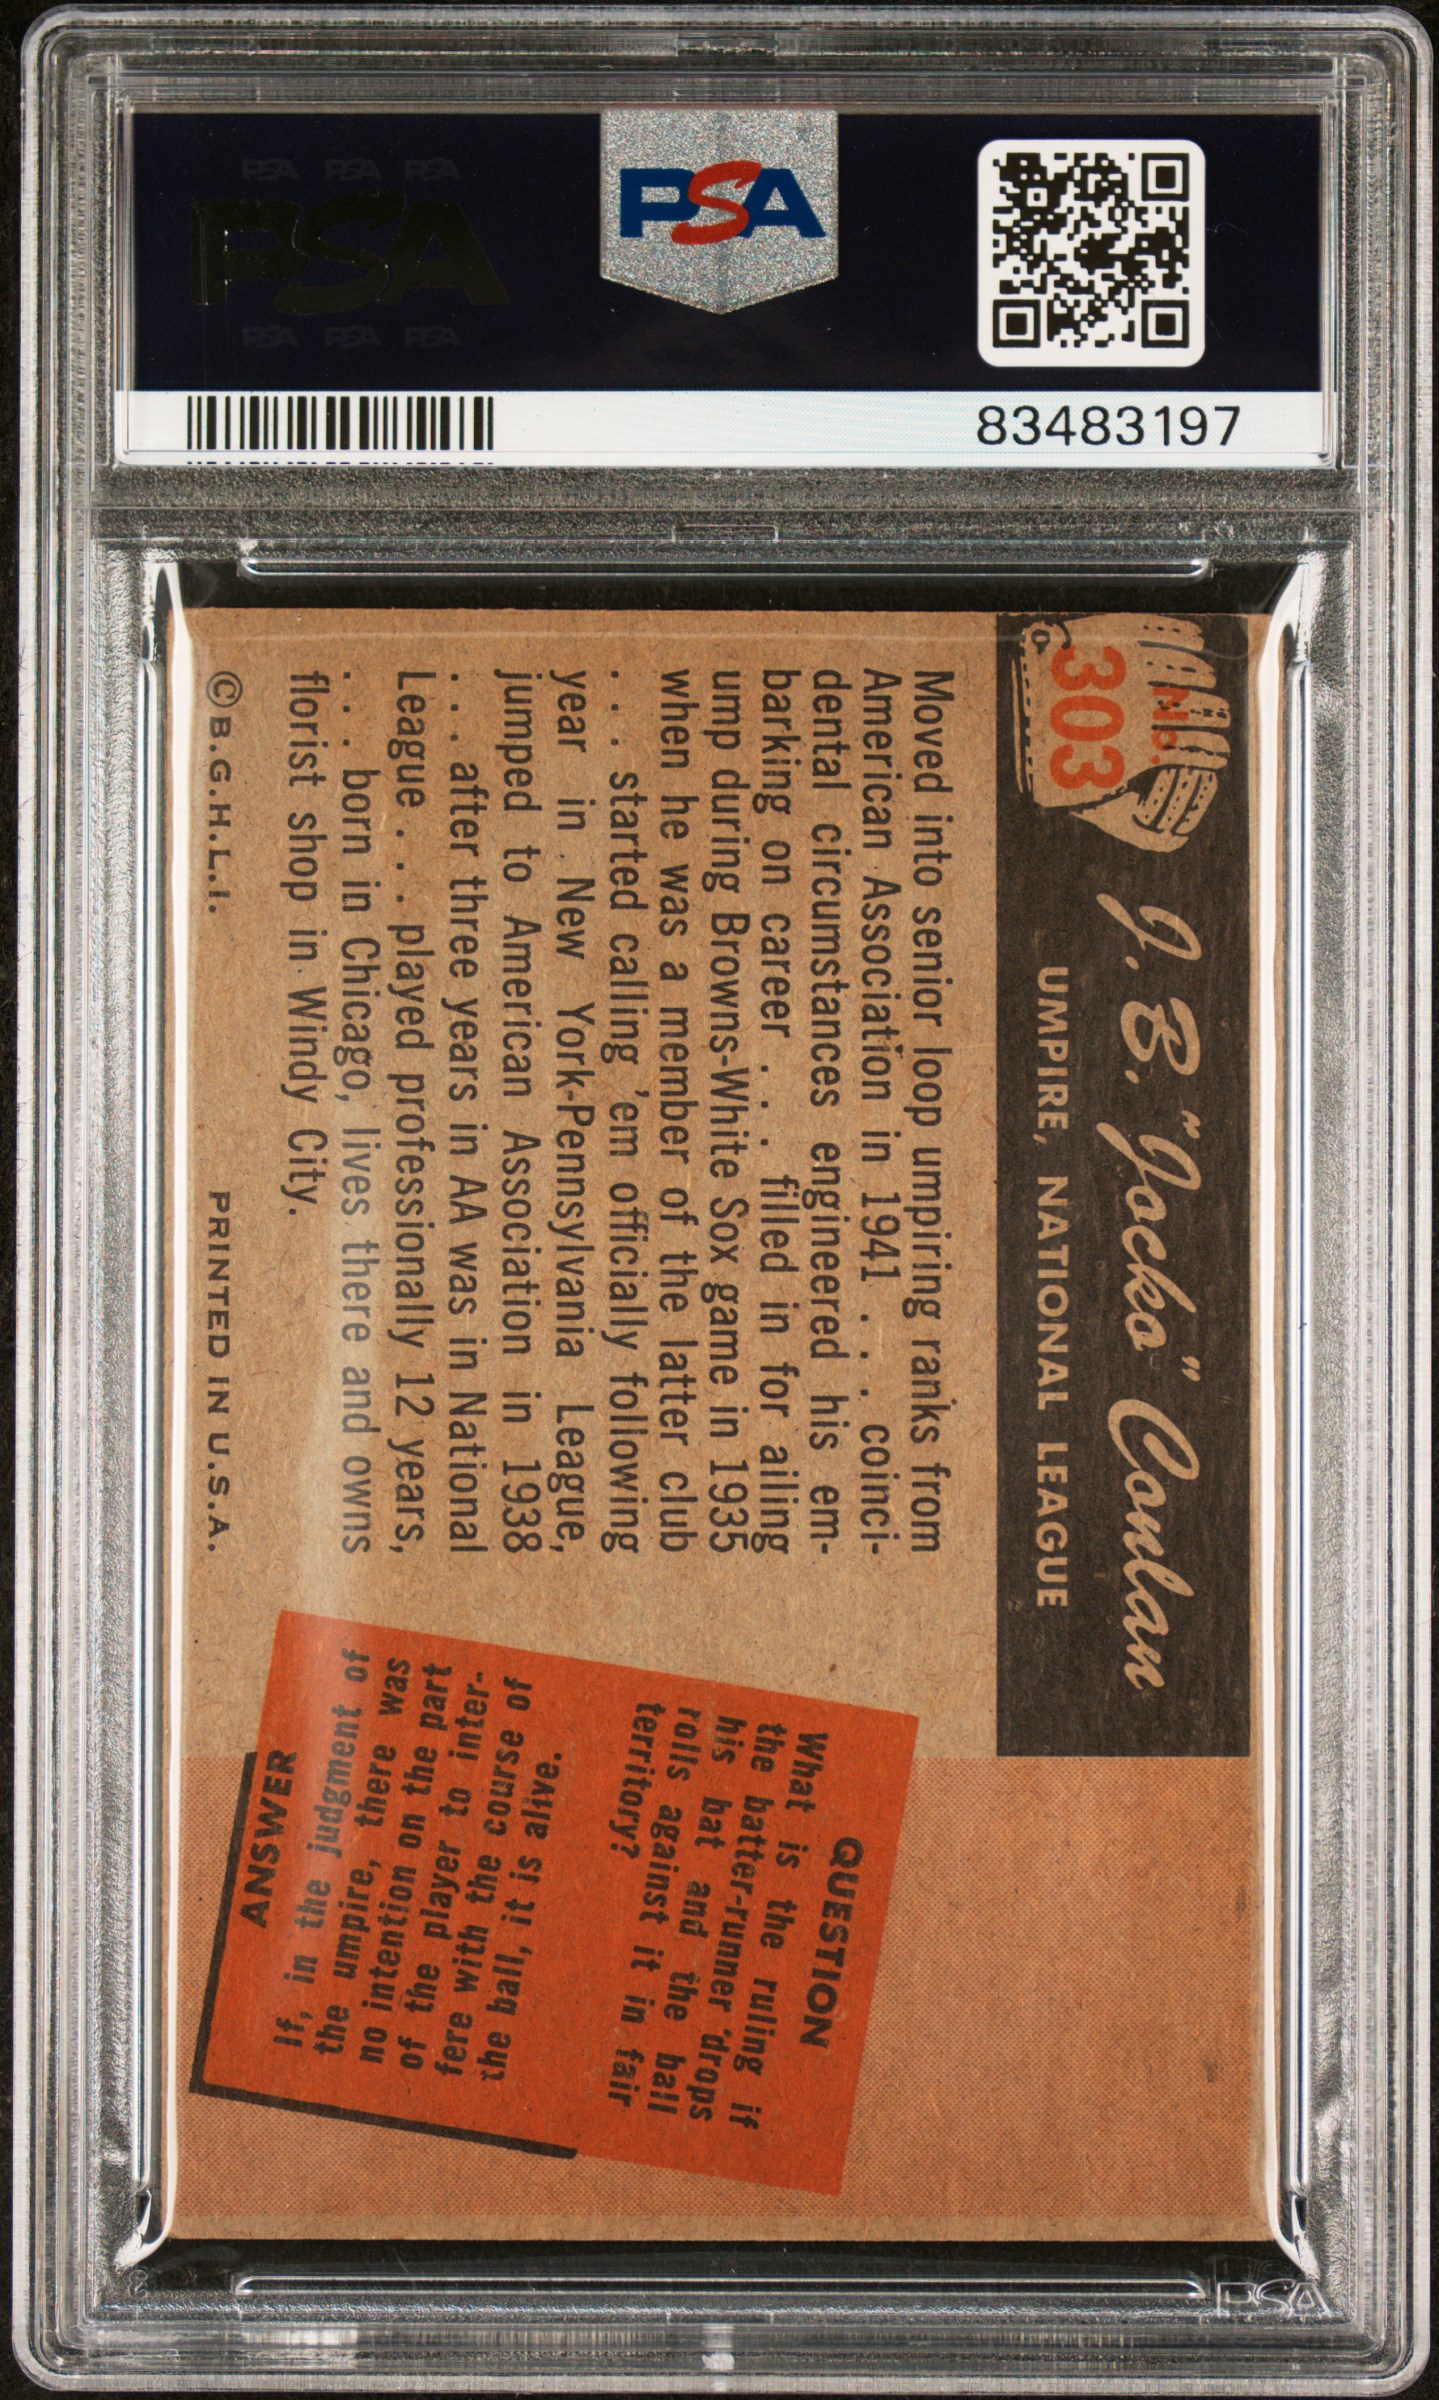 PSA PSA PSA
PSA
PSA PSA PSA
PSA
83483197
No.
303
J. B. "Jocko" Conlan
UMPIRE, NATIONAL LEAGUE
Moved into senior loop umpiring ranks from
American Association in 1941 . . . coinci-
dental circumstances engineered his em-
barking on career . . . filled in for ailing
ump during Browns-White Sox game in 1935
when he was a member of the latter club
. . . started calling 'em officially following
year in New York-Pennsylvania League,
jumped to American Association in 1938
. . . after three years in AA was in National
League . . . played professionally 12 years,
. . . born in Chicago, lives there and owns
florist shop in Windy City.
© B.G.H.L.I.
PRINTED IN U.S.A.
QUESTION
What is the ruling if
the batter-runner drops
his bat and the ball
rolls against it in fair
territory?
ANSWER
If, in the judgment of
the umpire, there was
no intention on the part
of the player to inter-
fere with the course of
the ball, it is alive.
PSA